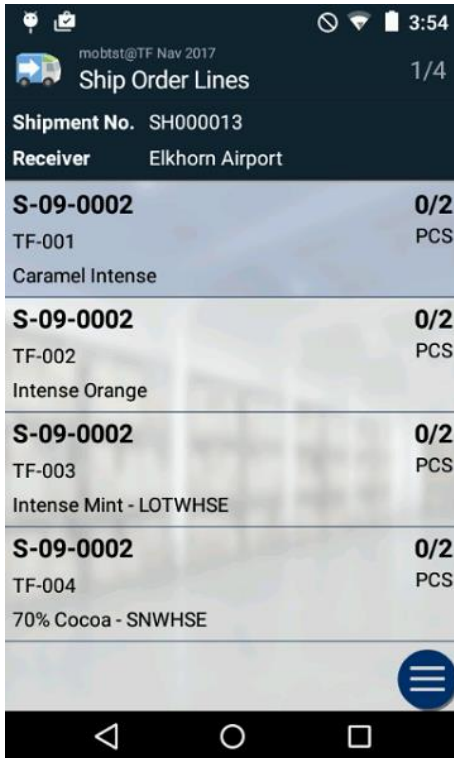 3:54
mobtst@TF Nav 2017
Ship Order Lines 1/4
Shipment No. SH000013
Receiver Elkhorn Airport
S-09-0002 0/2
TF-001 PCS
Caramel Intense
S-09-0002 0/2
TF-002 PCS
Intense Orange
S-09-0002 0/2
TF-003 PCS
Intense Mint - LOTWHSE
S-09-0002 0/2
TF-004 PCS
70% Cocoa - SNWHSE